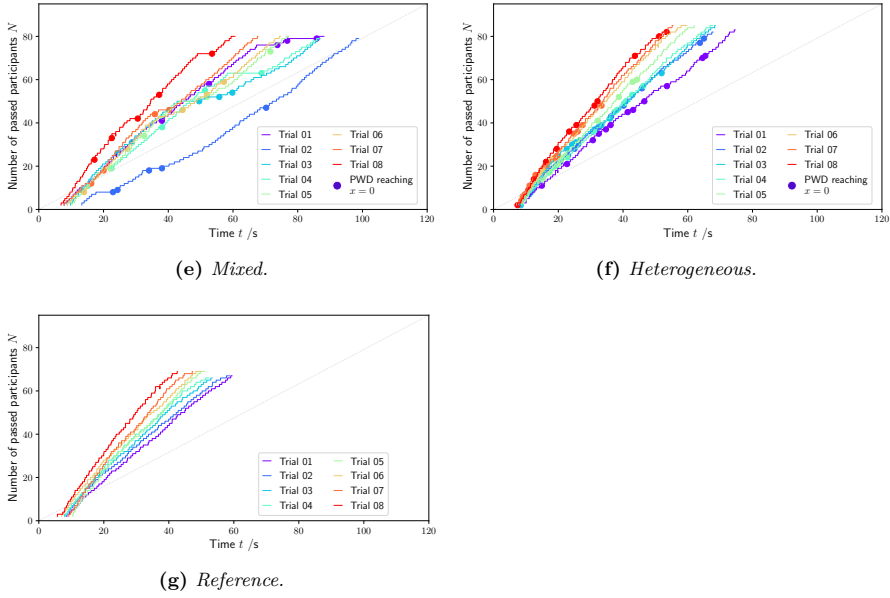 Number of passed participants N
80
60
40
20
0
0 20 40 60 80 100 120
Time t /s
Trial 01
Trial 02
Trial 03
Trial 04
Trial 05
Trial 06
Trial 07
Trial 08
PWD reaching
x = 0
(e) Mixed.
Number of passed participants N
80
60
40
20
0
0 20 40 60 80 100 120
Time t /s
Trial 01
Trial 02
Trial 03
Trial 04
Trial 05
Trial 06
Trial 07
Trial 08
PWD reaching
x = 0
(f) Heterogeneous.
Number of passed participants N
80
60
40
20
0
0 20 40 60 80 100 120
Time t /s
Trial 01
Trial 02
Trial 03
Trial 04
Trial 05
Trial 06
Trial 07
Trial 08
(g) Reference.